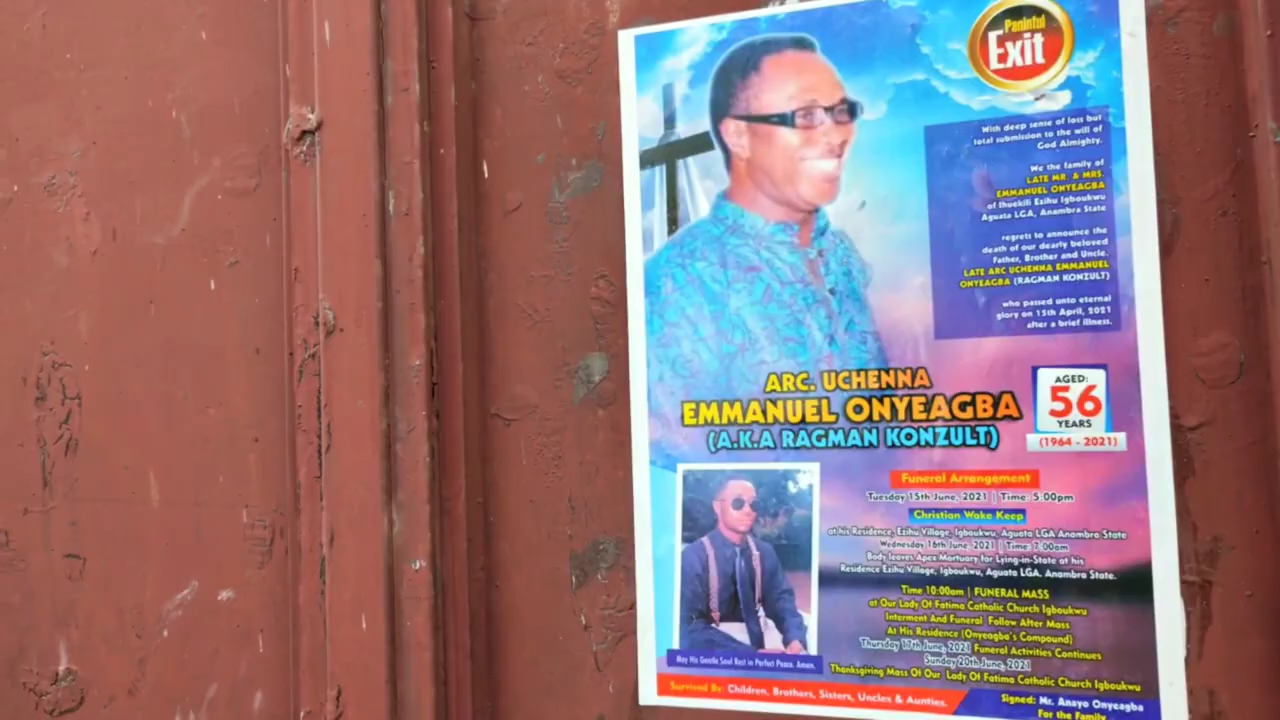 Paninful
Exit
With deep sense of loss but
total submission to the will of
God Almighty.
We the family of
LATE MR. & MRS.
EMMANUEL ONYEAGBA
of Ihuekili Ezihu Igboukwu
Aguata LGA, Anambra State
regrets to announce the
death of our dearly beloved
Father, Brother and Uncle.
LATE ARC UCHENNA EMMANUEL
ONYEAGBA (RAGMAN KONZULT)
who passed unto eternal
glory on 15th April, 2021
after a brief illness.
ARC. UCHENNA
EMMANUEL ONYEAGBA
(A.K.A RAGMAN KONZULT)
AGED:
56
YEARS
(1964 - 2021)
Funeral Arrangement
Tuesday 15th June, 2021 | Time: 5:00pm
Christian Wake Keep
at his Residence, Ezihu Village, Igboukwu, Aguata LGA Anambra State
Wednesday 16th June, 2021 | Time 7:00am
Body leaves Apex Mortuary for Lying-in-State at his
Residence Ezihu Village, Igboukwu, Aguata LGA. Anambra State.
Time 10:00am | FUNERAL MASS
at Our Lady Of Fatima Catholic Church Igboukwu
Interment And Funeral Follow After Mass
At His Residence (Onyeagba's Compound)
Thursday 17th June, 2021 Funeral Activities Continues
Sunday 20th June, 2021
Thanksgiving Mass Of Our Lady Of Fatima Catholic Church Igboukwu
May His Gentle Soul Rest in Perfect Peace. Amen.
Survived By: Children, Brothers, Sisters, Uncles & Aunties.
Signed: Mr. Anayo Onyeagba
For the Family